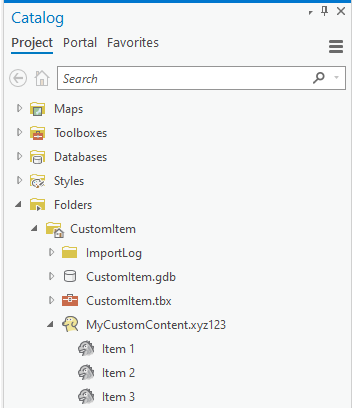 Catalog
Project Portal Favorites
Search
Maps
Toolboxes
Databases
Styles
Folders
CustomItem
ImportLog
CustomItem.gdb
CustomItem.tbx
MyCustomContent.xyz123
Item 1
Item 2
Item 3